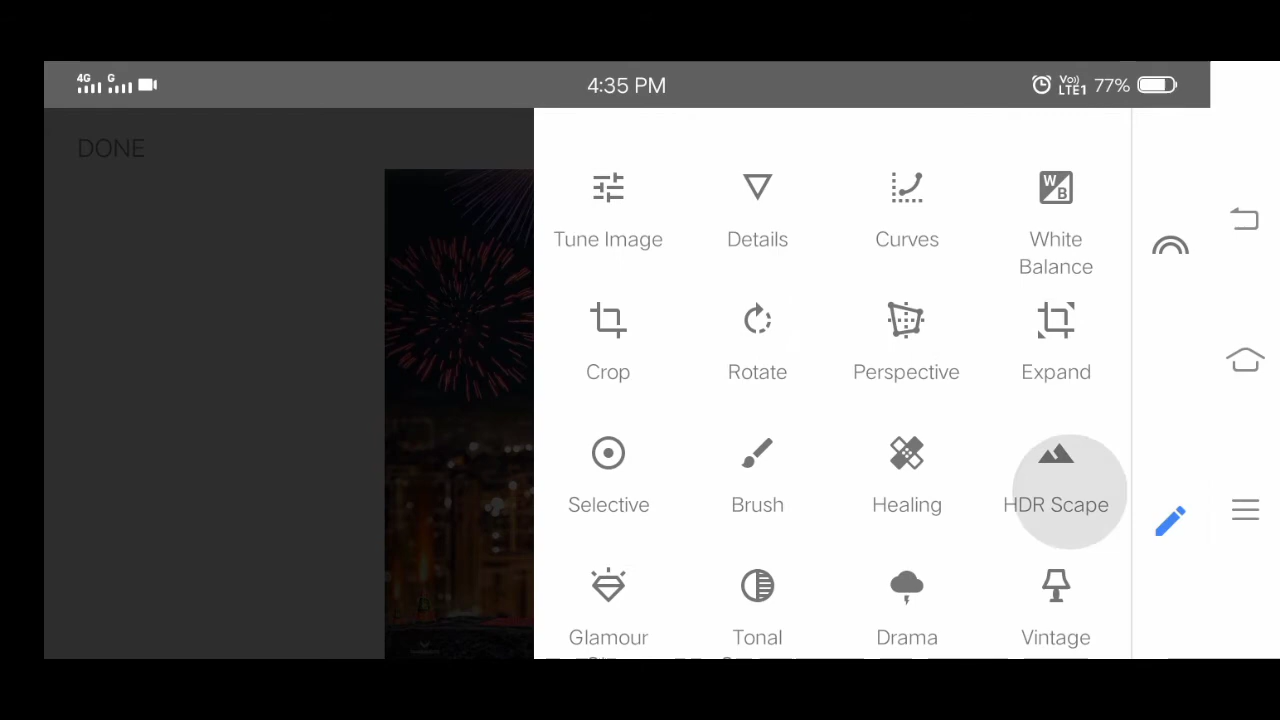 4G G 4:35 PM Vo)) LTE1 77%
DONE
Tune Image Details Curves White Balance
WB
Crop Rotate Perspective Expand
Selective Brush Healing HDR Scape
Glamour Tonal Drama Vintage